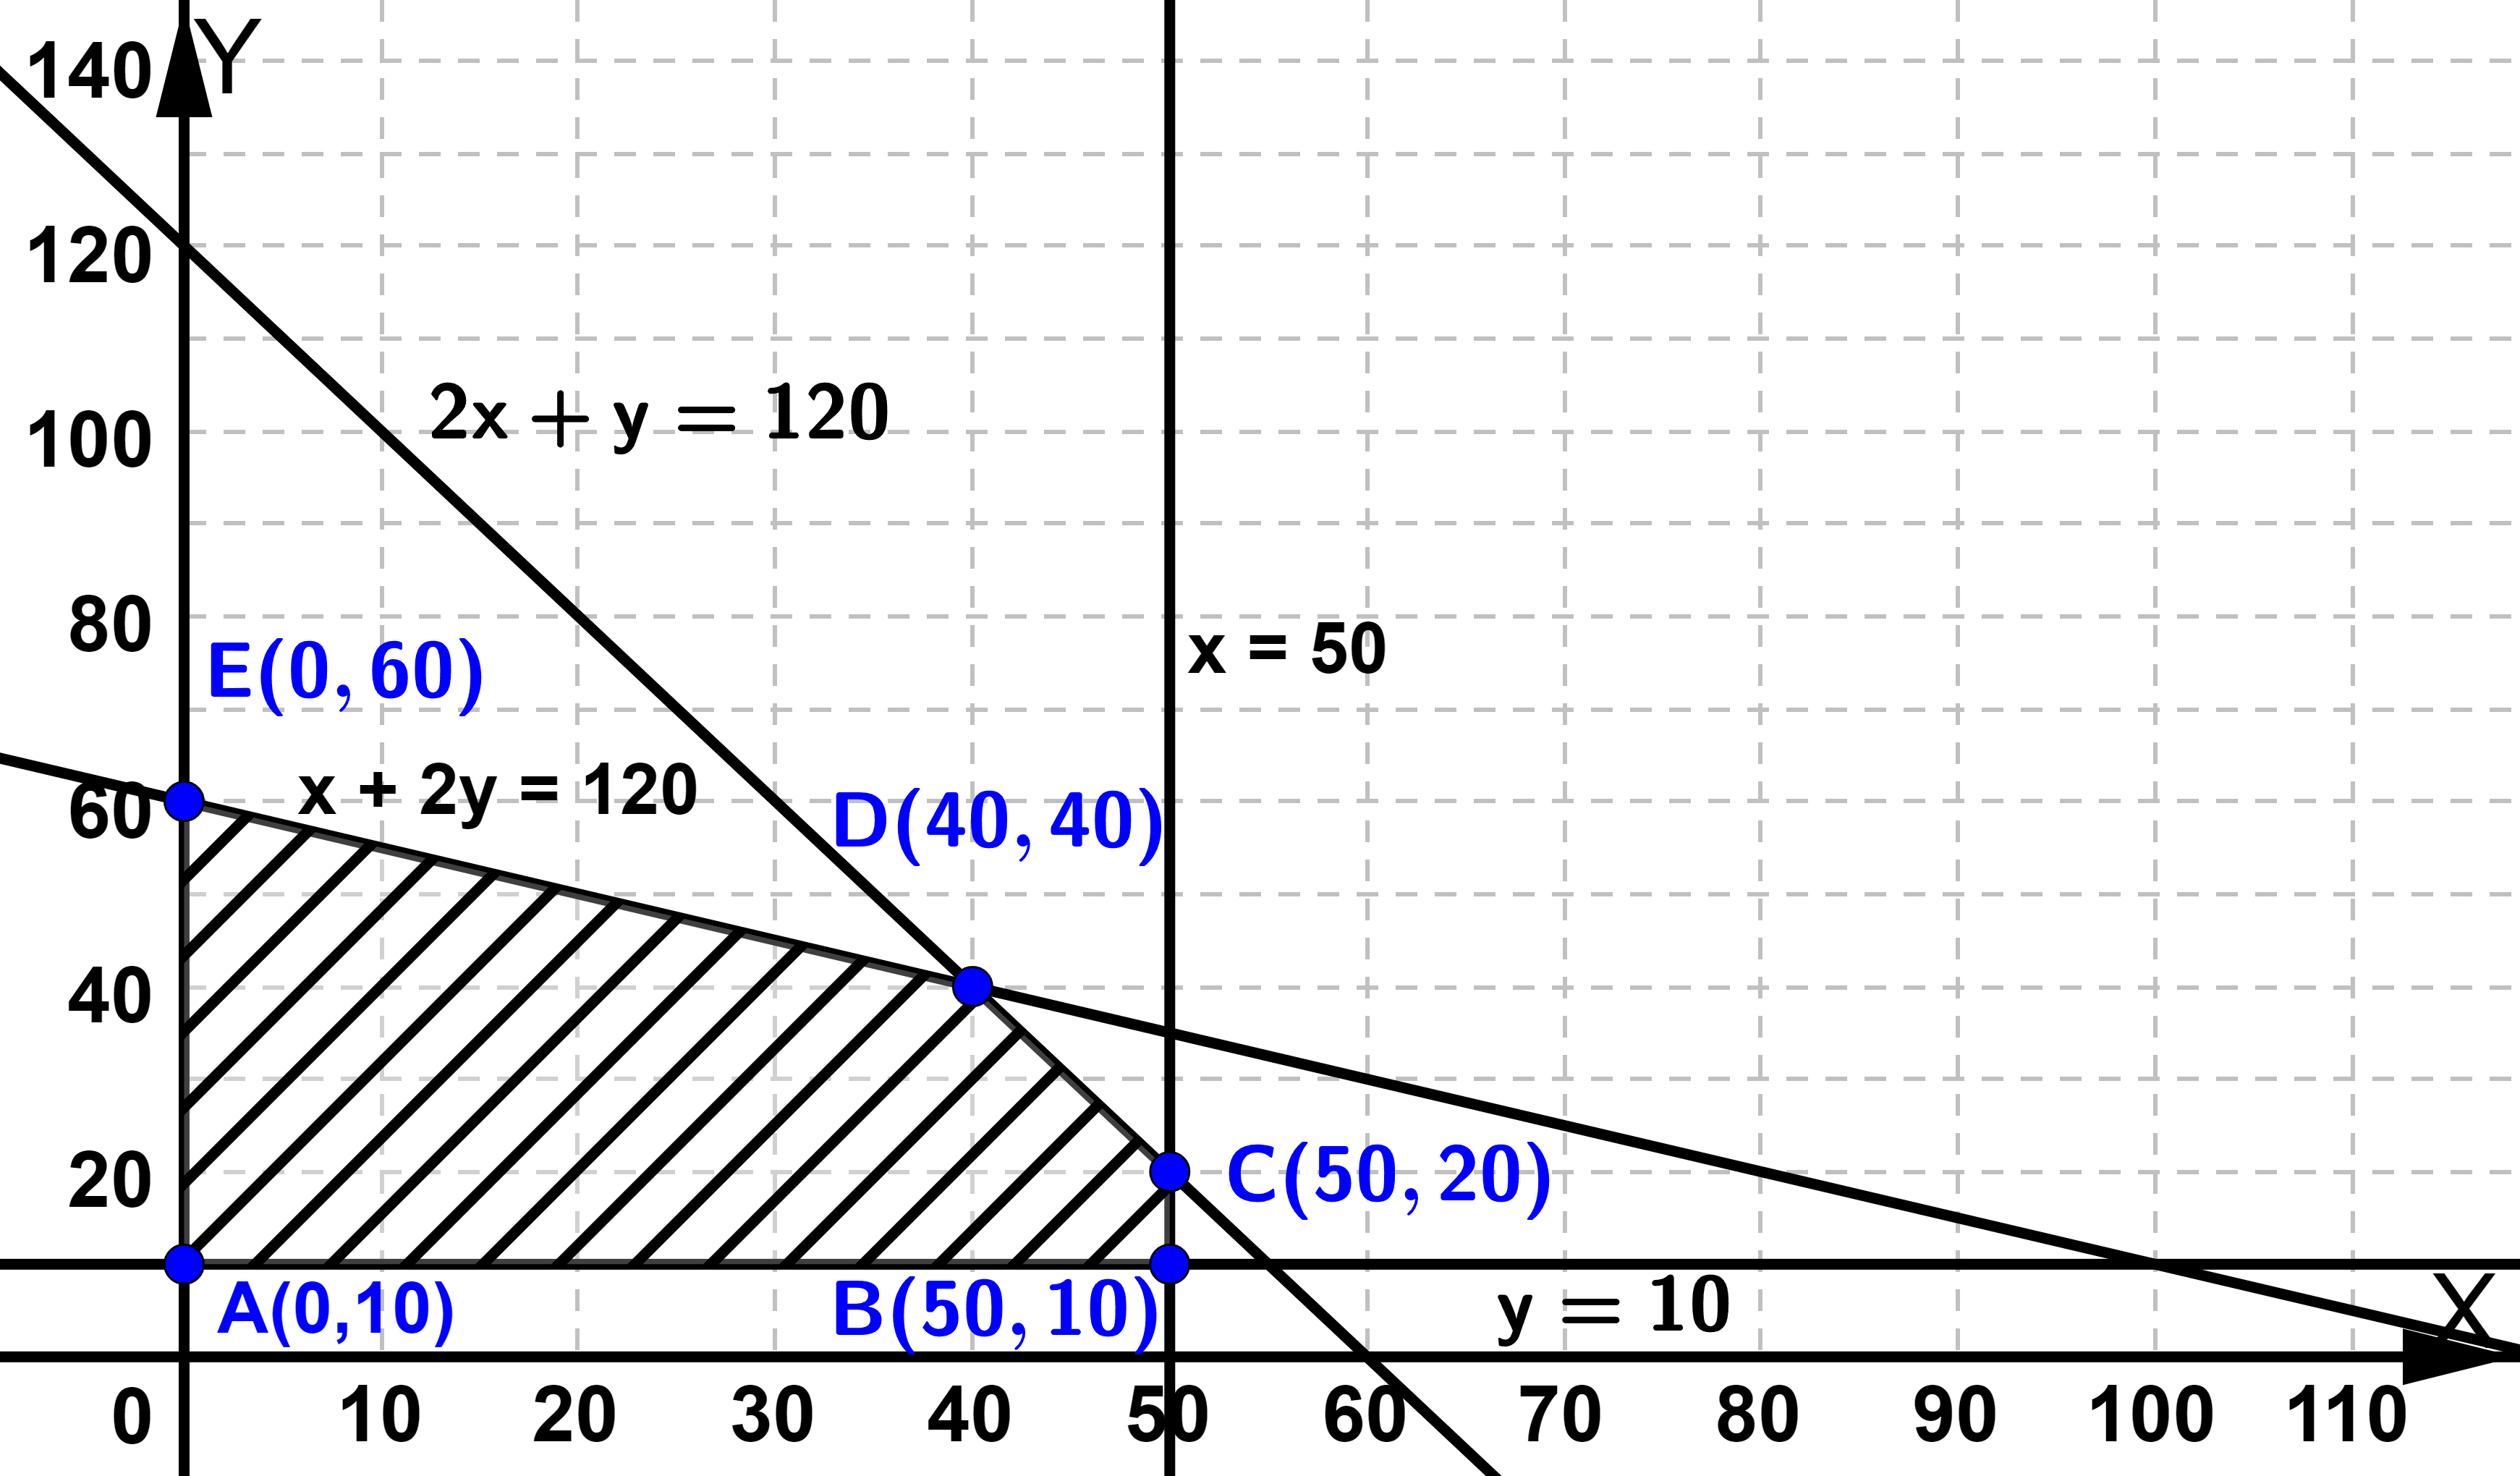 Y
140
120
2x + y = 120
100
x = 50
80
E(0, 60)
x + 2y = 120
60
D(40, 40)
40
C(50, 20)
20
A(0,10)
B(50, 10)
y = 10
X
0 10 20 30 40 50 60 70 80 90 100 110